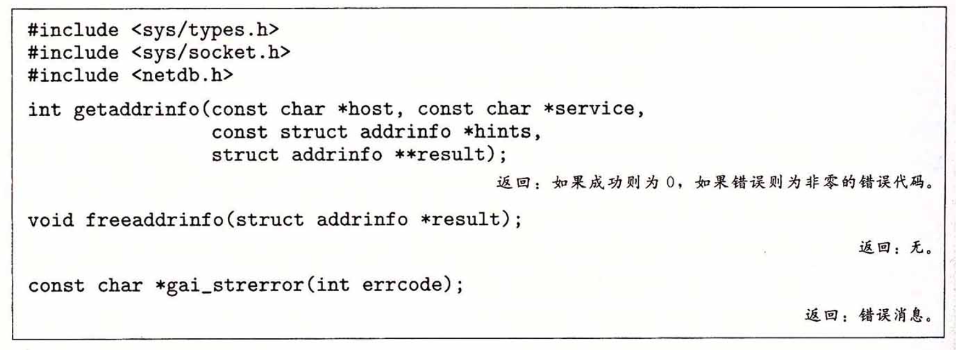 #include <sys/types.h>
#include <sys/socket.h>
#include <netdb.h>
int getaddrinfo(const char *host, const char *service,
const struct addrinfo *hints,
struct addrinfo **result);
返回：如果成功则为 0，如果错误则为非零的错误代码。
void freeaddrinfo(struct addrinfo *result);
返回：无。
const char *gai_strerror(int errcode);
返回：错误消息。